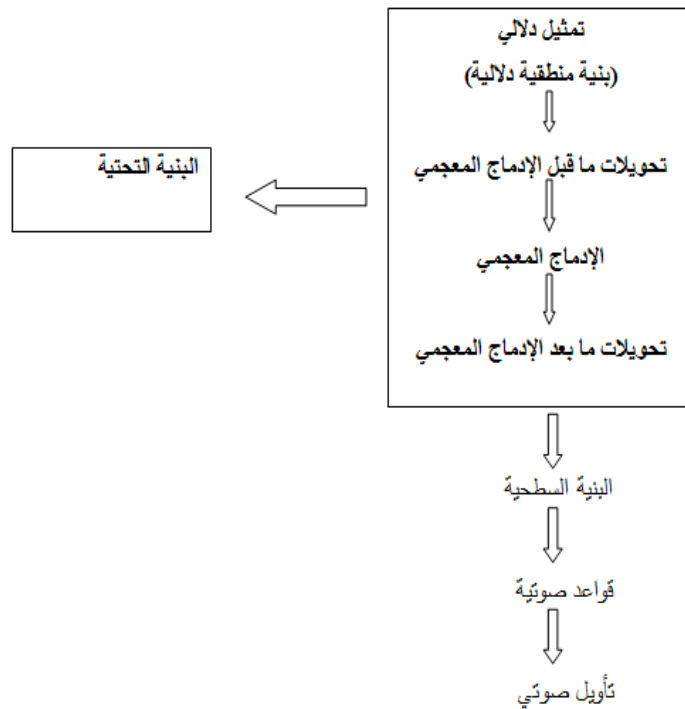 تمثيل دلالي
(بنية منطقية دلالية)
تحويلات ما قبل الإدماج المعجمي
البنية التحتية
الإدماج المعجمي
تحويلات ما بعد الإدماج المعجمي
البنية السطحية
قواعد صوتية
تأويل صوتي